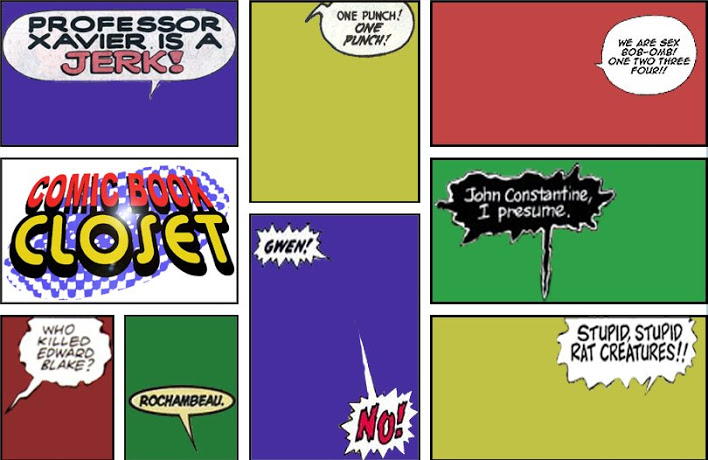 PROFESSOR
XAVIER IS A
JERK!
ONE PUNCH!
ONE
PUNCH!
WE ARE SEX
BOB-OMB!
ONE TWO THREE
FOUR!!
COMIC BOOK
CLOSET
GWEN!
John Constantine,
I presume.
WHO
KILLED
EDWARD
BLAKE?
ROCHAMBEAU.
NO!
STUPID, STUPID
RAT CREATURES!!